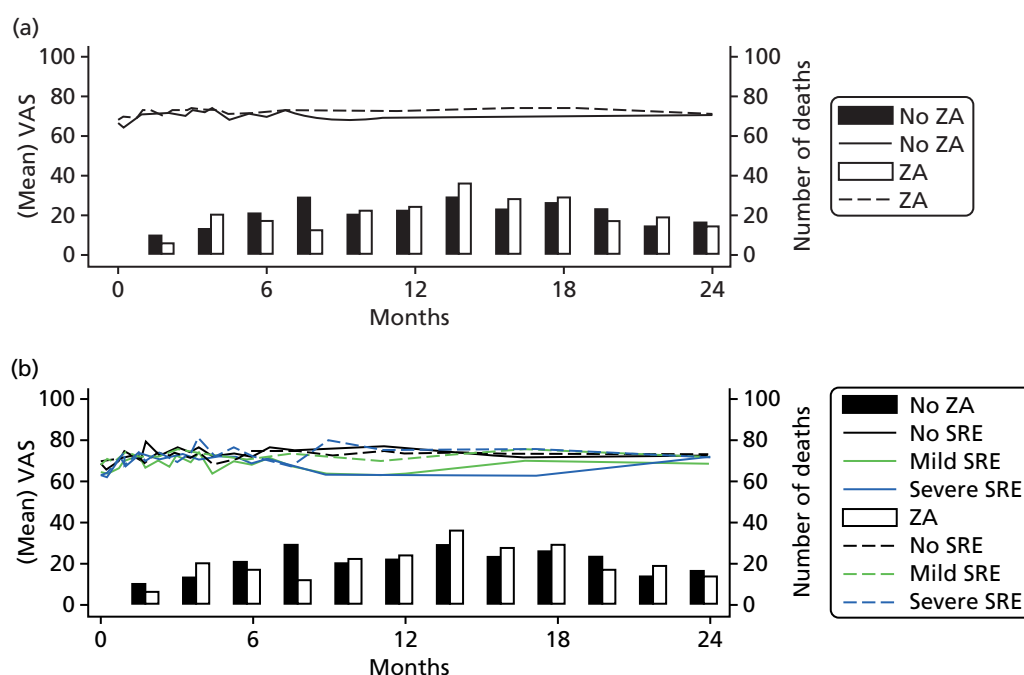 (a)
100
80
60
40
20
0
(Mean) VAS
100
80
60
40
20
0
Number of deaths
0 6 12 18 24
Months
No ZA
No ZA
ZA
ZA
(b)
100
80
60
40
20
0
(Mean) VAS
100
80
60
40
20
0
Number of deaths
0 6 12 18 24
Months
No ZA
No SRE
Mild SRE
Severe SRE
ZA
No SRE
Mild SRE
Severe SRE